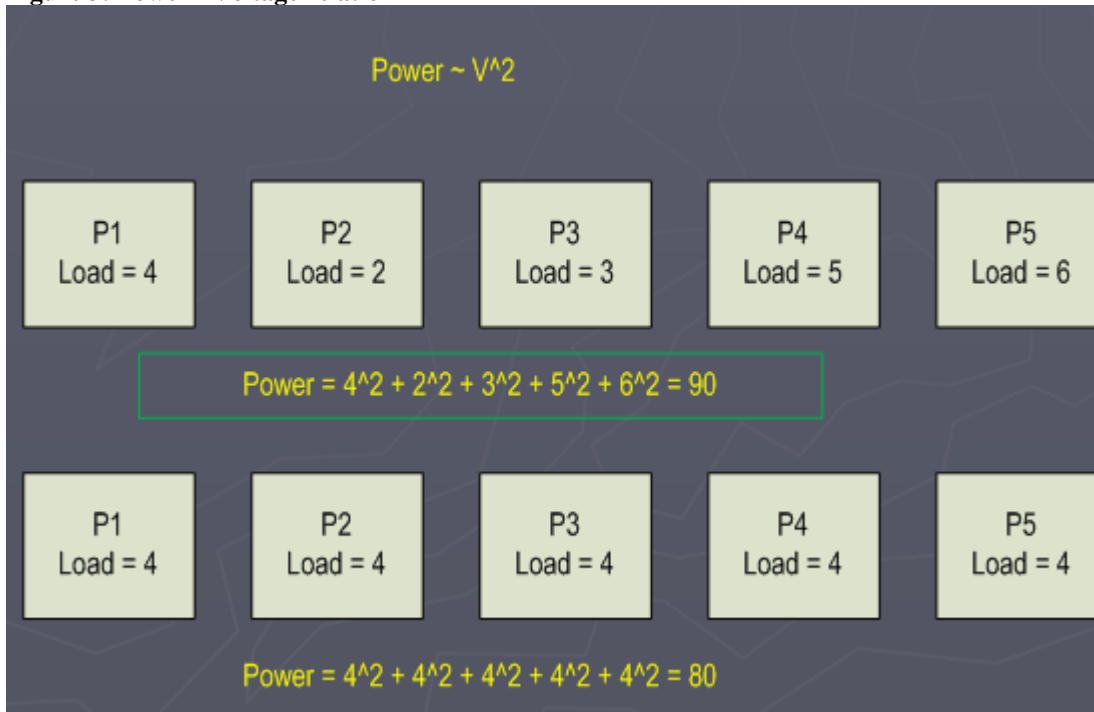 Power ~ V^2
P1 P2 P3 P4 P5
Load = 4 Load = 2 Load = 3 Load = 5 Load = 6
Power = 4^2 + 2^2 + 3^2 + 5^2 + 6^2 = 90
P1 P2 P3 P4 P5
Load = 4 Load = 4 Load = 4 Load = 4 Load = 4
Power = 4^2 + 4^2 + 4^2 + 4^2 + 4^2 = 80